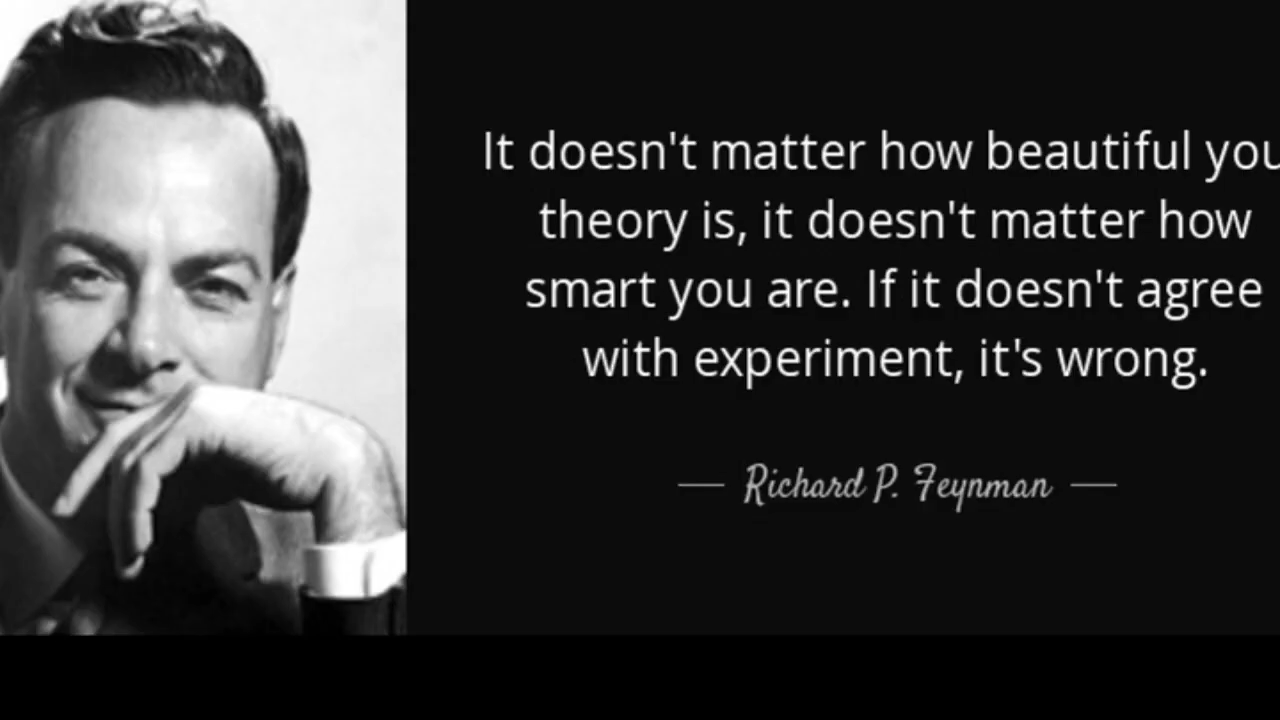 It doesn't matter how beautiful you
theory is, it doesn't matter how
smart you are. If it doesn't agree
with experiment, it's wrong.
— Richard P. Feynman —